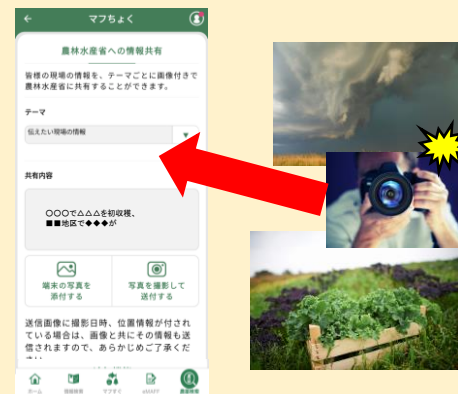 マフちょく
農林水産省への情報共有
皆様の現場の情報を、テーマごとに画像付きで
農林水産省に共有することができます。
テーマ
伝えたい現場の情報
共有内容
〇〇〇で△△△を初収穫、
■■地区で◆◆◆が
端末の写真を
添付する
写真を撮影して
送付する
送信画像に撮影日時、位置情報が付され
ている場合は、画像と共にその情報も送
信されますので、あらかじめご了承くだ
ホーム
マフすく
eMAFF